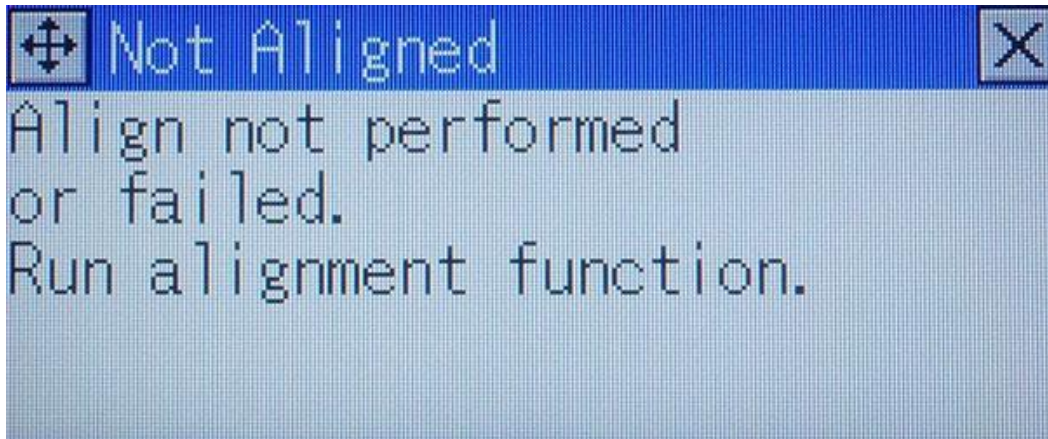 Not Aligned
Align not performed
or failed.
Run alignment function.